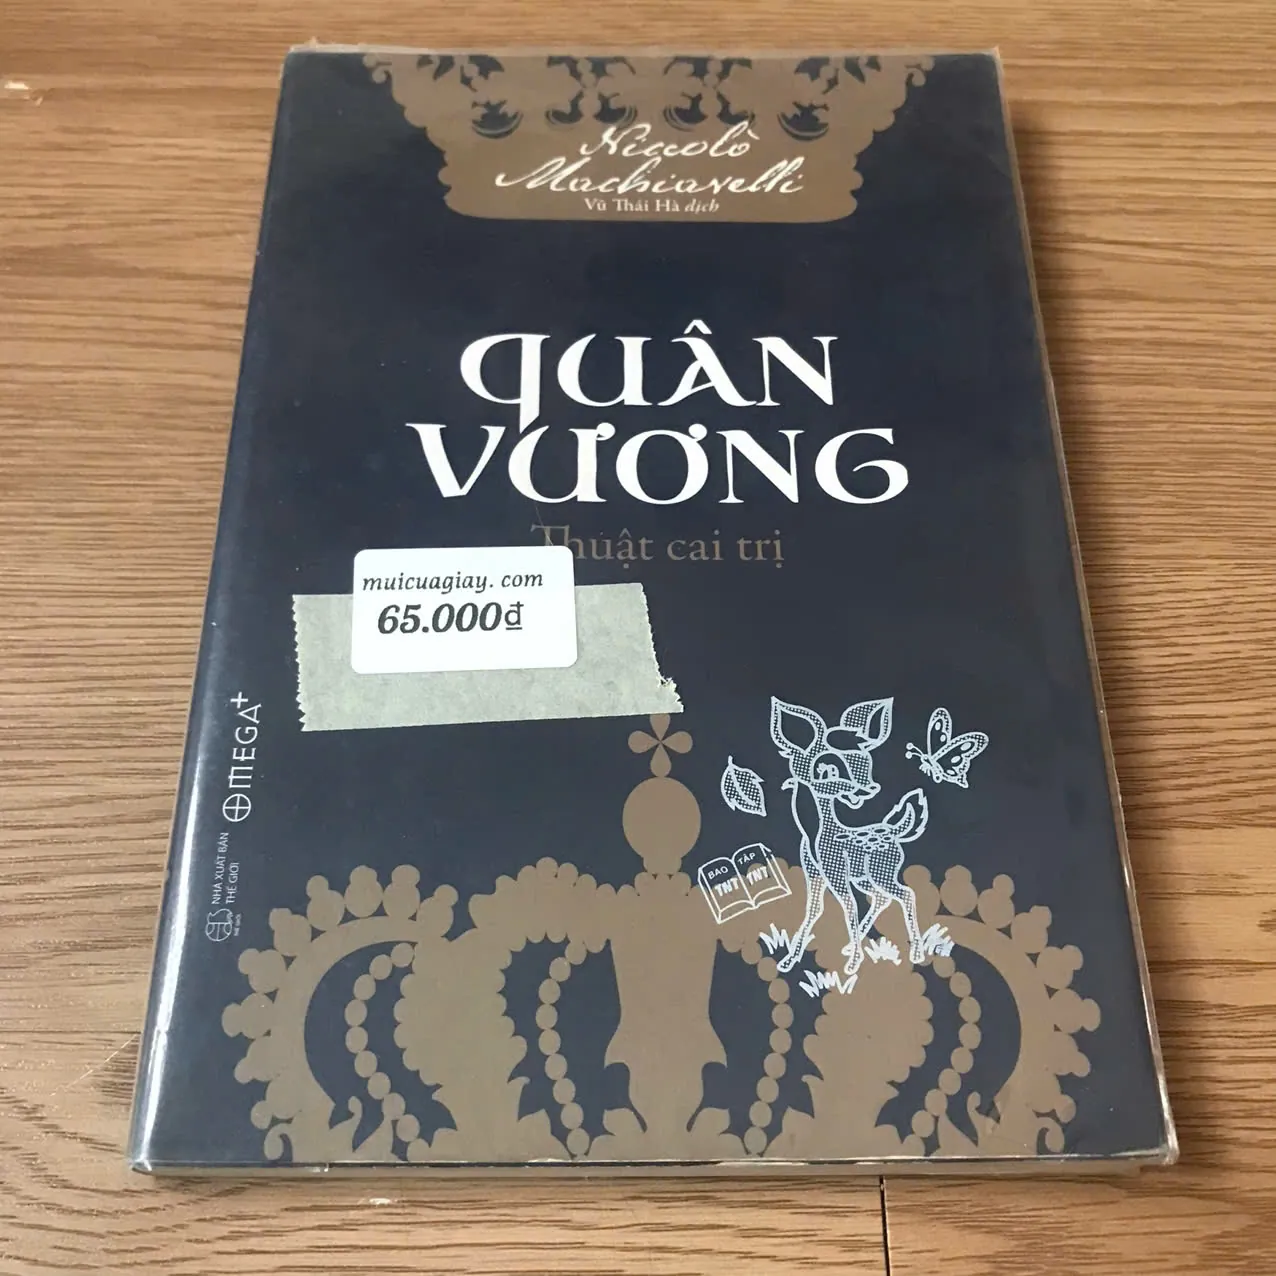 Niccolò
Machiavelli
Vũ Thái Hà dịch
QUÂN
VƯƠNG
Thuật cai trị
muicuagiay. com
65.000₫
OMEGA+
NHÀ XUẤT BẢN
THẾ GIỚI
BAO TẬP
TNT TNT